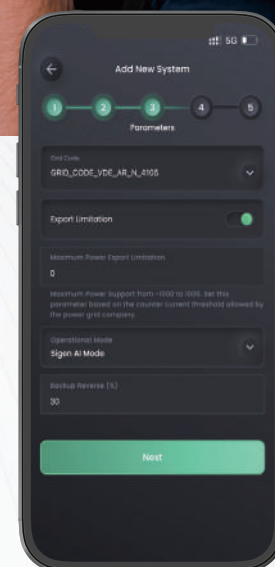 5G
Add New System
1 2 3 4 5
Parameters
Grid Code
GRID_CODE_VDE_AR_N_4105
Export Limitation
Maximum Power Export Limitation
0
Maximum Power Support from -1000 to 1000. Set this
parameter based on the counter current threshold allowed by
the power grid company.
Operational Mode
Sigen AI Mode
Backup Reverse (%)
30
Next